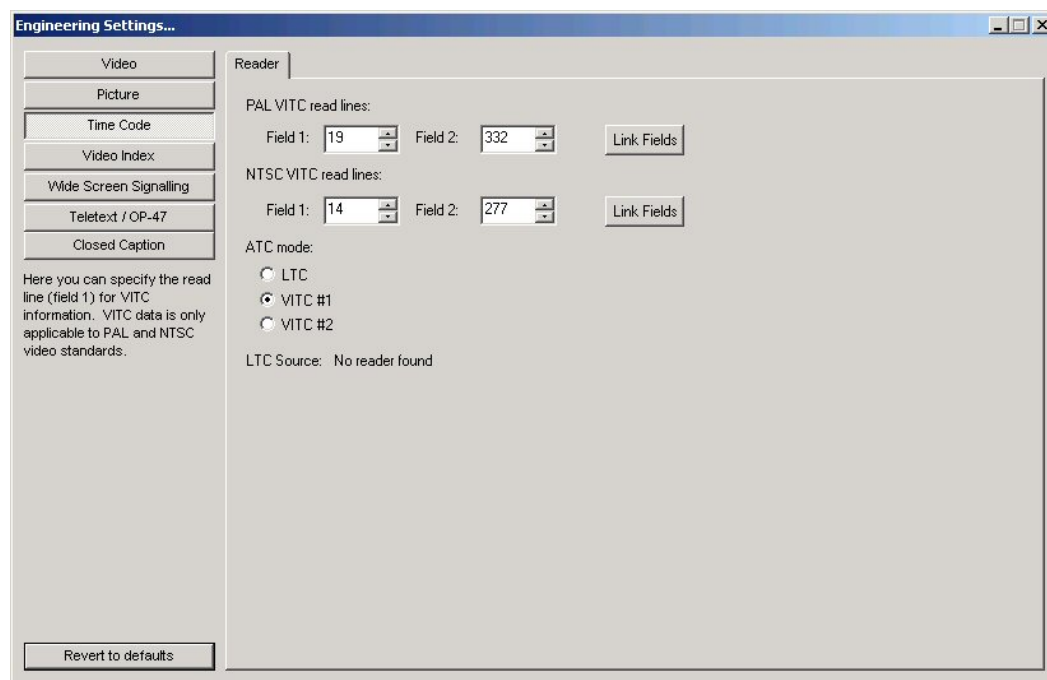 Engineering Settings...
Video
Picture
Time Code
Video Index
Wide Screen Signalling
Teletext / OP-47
Closed Caption
Here you can specify the read
line (field 1) for VITC
information. VITC data is only
applicable to PAL and NTSC
video standards.
Revert to defaults
Reader
PAL VITC read lines:
Field 1: 19 Field 2: 332 Link Fields
NTSC VITC read lines:
Field 1: 14 Field 2: 277 Link Fields
ATC mode:
LTC
VITC #1
VITC #2
LTC Source: No reader found